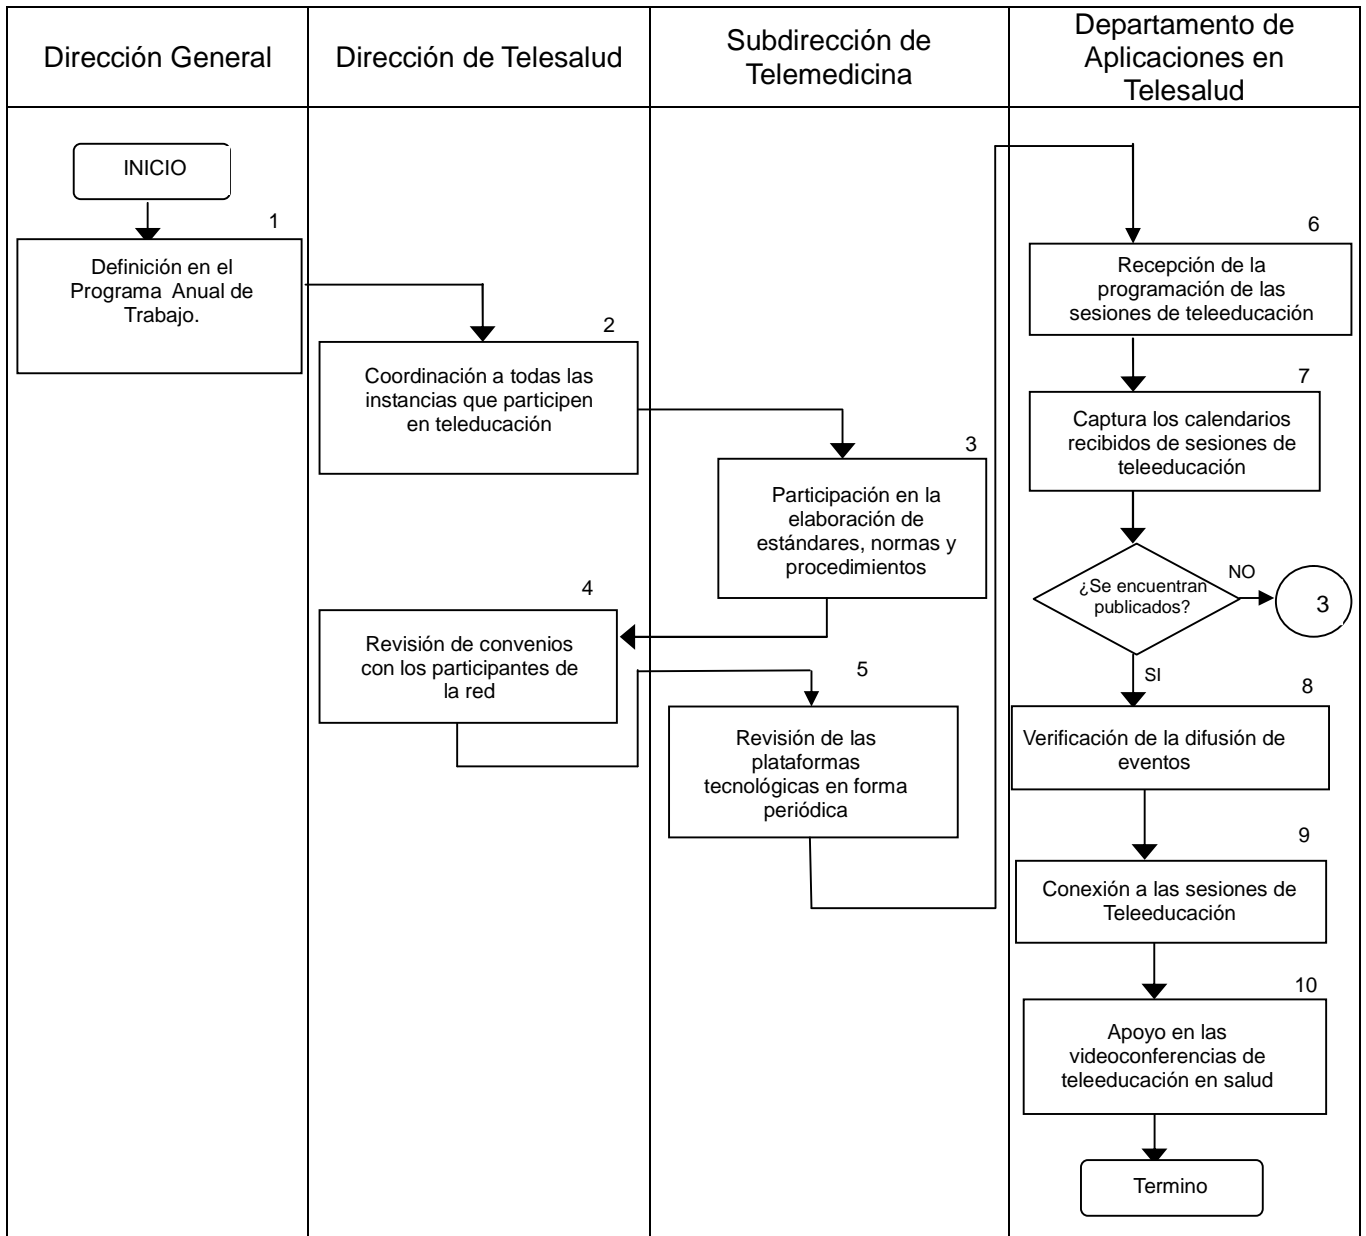 Dirección General
Dirección de Telesalud
Subdirección de
Telemedicina
Departamento de
Aplicaciones en
Telesalud
INICIO
1
Definición en el
Programa Anual de
Trabajo.
2
Coordinación a todas las
instancias que participen
en teleducación
3
Participación en la
elaboración de
estándares, normas y
procedimientos
4
Revisión de convenios
con los participantes de
la red
5
Revisión de las
plataformas
tecnológicas en forma
periódica
6
Recepción de la
programación de las
sesiones de teleeducación
7
Captura los calendarios
recibidos de sesiones de
teleeducación
¿Se encuentran
publicados?
NO
3
SI
8
Verificación de la difusión de
eventos
9
Conexión a las sesiones de
Teleeducación
10
Apoyo en las
videoconferencias de
teleeducación en salud
Termino